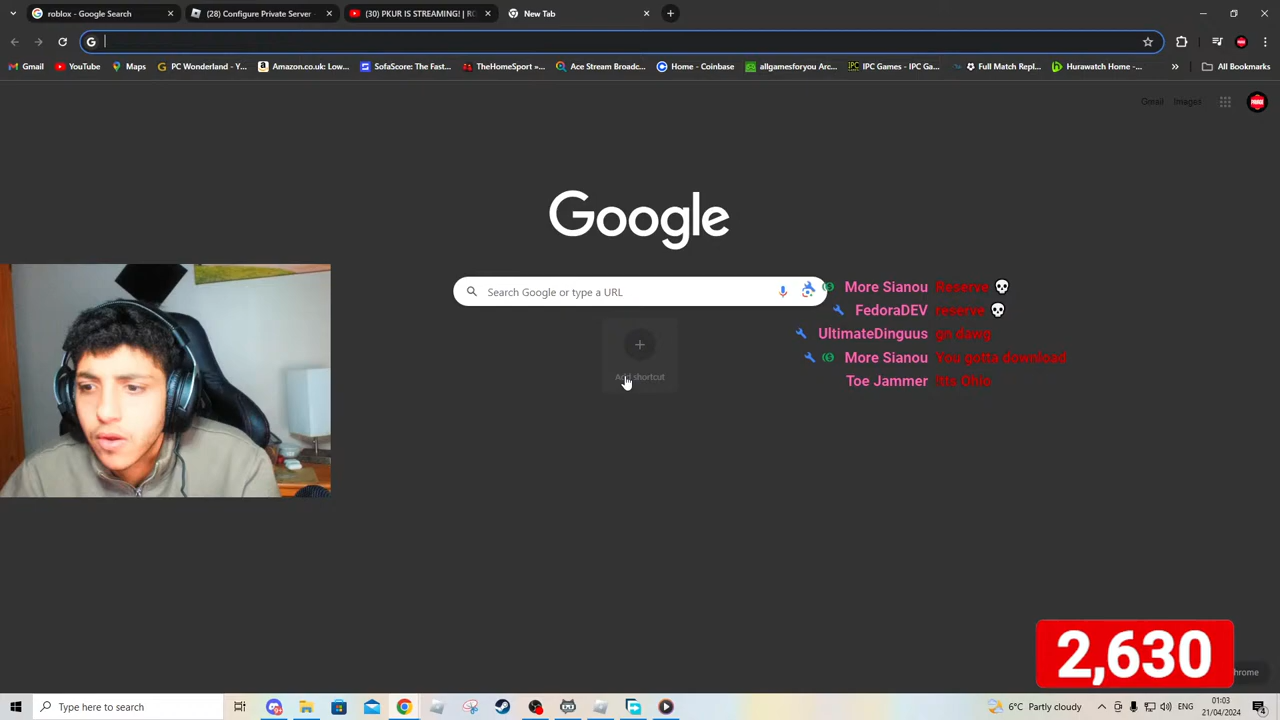 roblox - Google Search
(28) Configure Private Server
(30) PKUR IS STREAMING! | RO
New Tab
Gmail
YouTube
Maps
PC Wonderland - Y...
Amazon.co.uk: Low...
SofaScore: The Fast...
TheHomeSport »...
Ace Stream Broadc...
Home - Coinbase
allgamesforyou Arc...
IPC Games - IPC Ga...
Full Match Repl...
Hurawatch Home -...
All Bookmarks
Gmail
Images
Google
Search Google or type a URL
Add shortcut
More Sianou Reserve
FedoraDEV reserve
UltimateDinguus gn dawg
More Sianou You gotta download
2,630
hrome
Type here to search
6°C Partly cloudy
ENG
01:03
21/04/2024